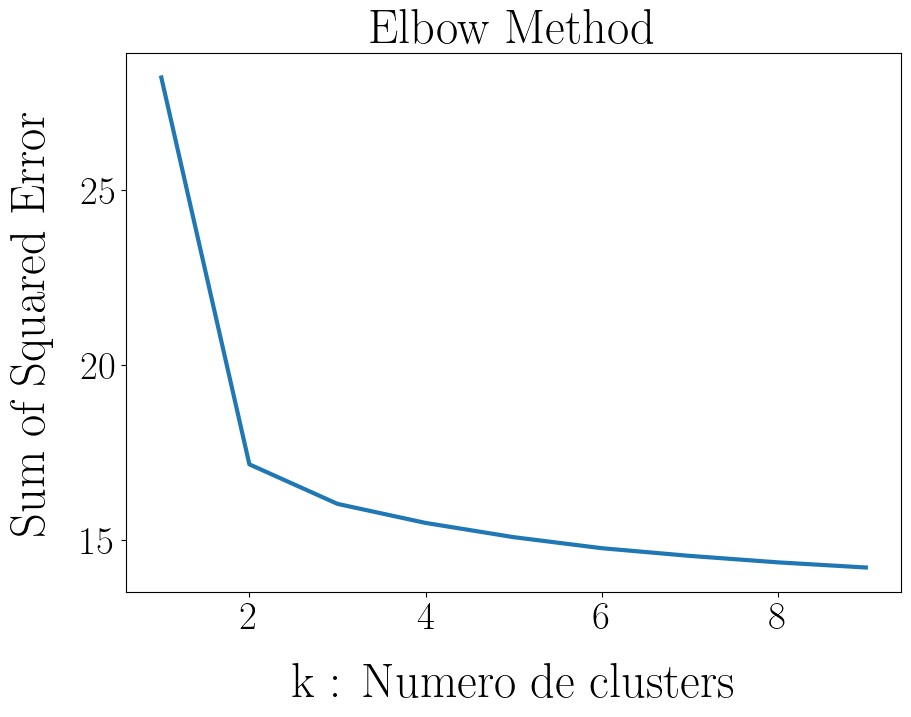 Elbow Method
Sum of Squared Error
25
20
15
2 4 6 8
k : Numero de clusters